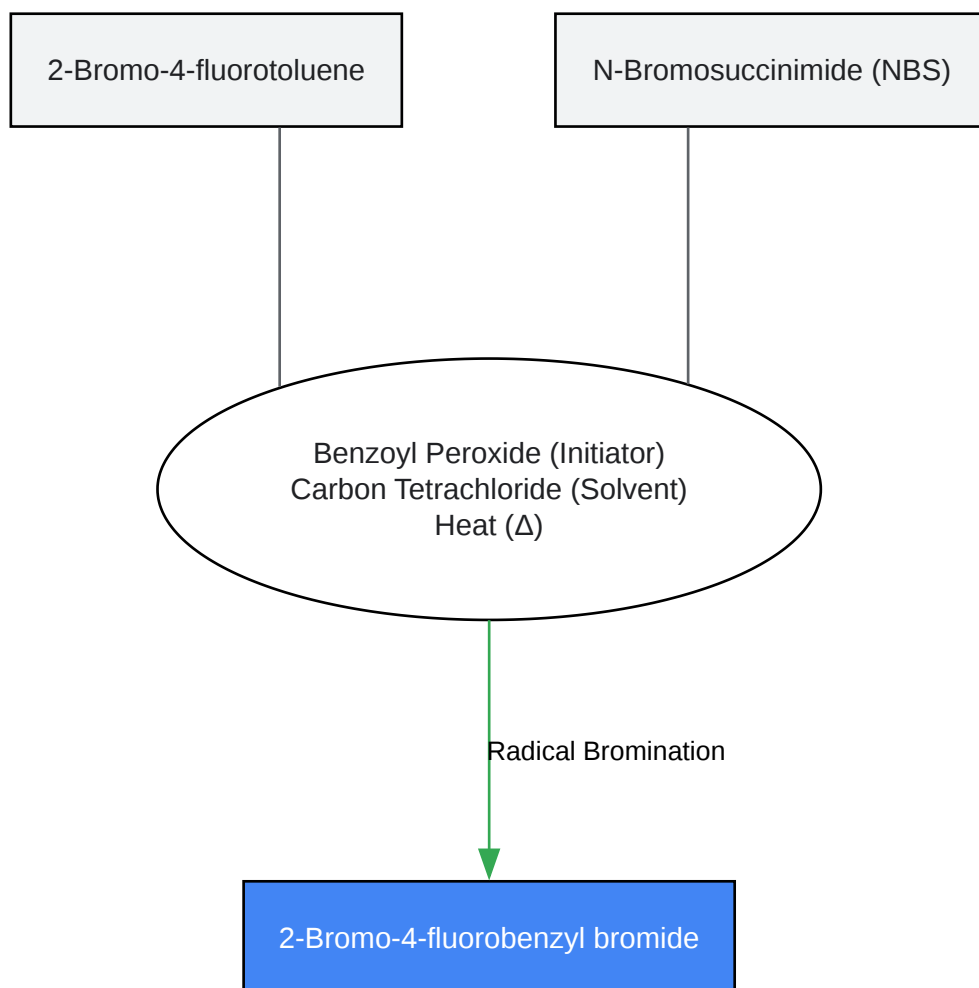 2-Bromo-4-fluorotoluene
N-Bromosuccinimide (NBS)
Benzoyl Peroxide (Initiator)
Carbon Tetrachloride (Solvent)
Heat (Δ)
Radical Bromination
2-Bromo-4-fluorobenzyl bromide